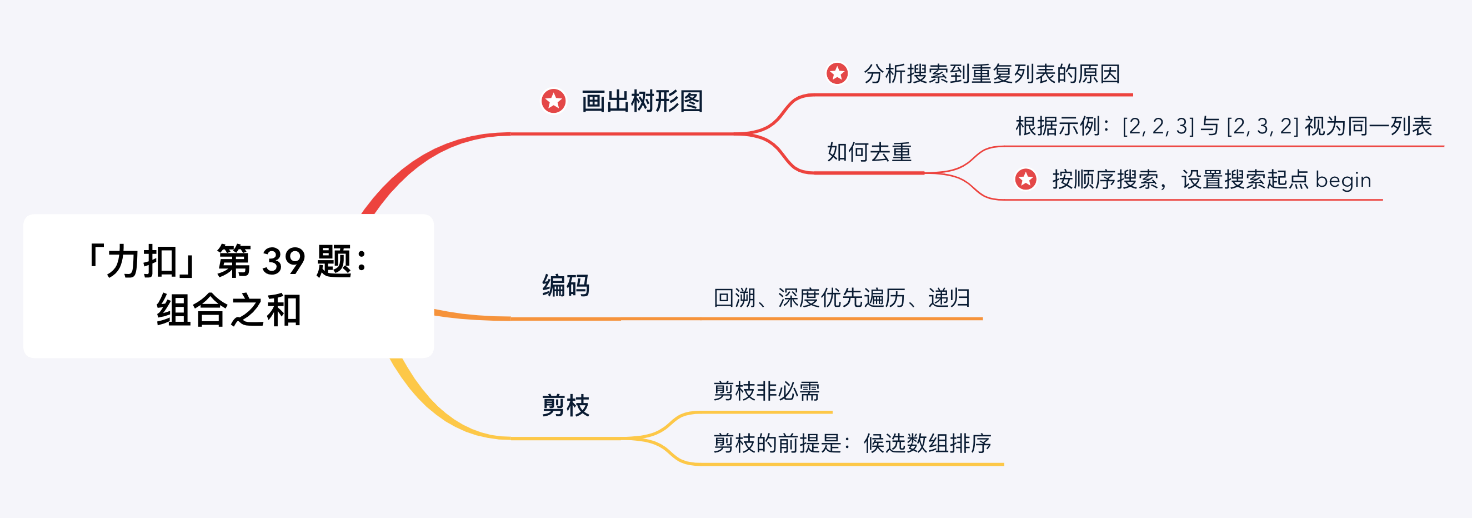 「力扣」第 39 题：
组合之和
画出树形图
分析搜索到重复列表的原因
如何去重
根据示例：[2, 2, 3] 与 [2, 3, 2] 视为同一列表
按顺序搜索，设置搜索起点 begin
编码
回溯、深度优先遍历、递归
剪枝
剪枝非必需
剪枝的前提是：候选数组排序